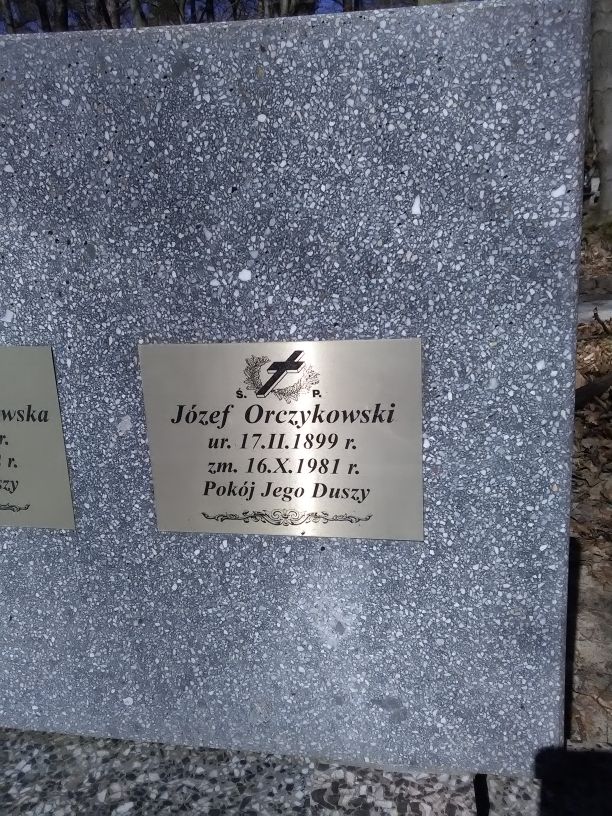 Ś. P.
Józef Orczykowski
ur. 17.II.1899 r.
zm. 16.X.1981 r.
Pokój Jego Duszy